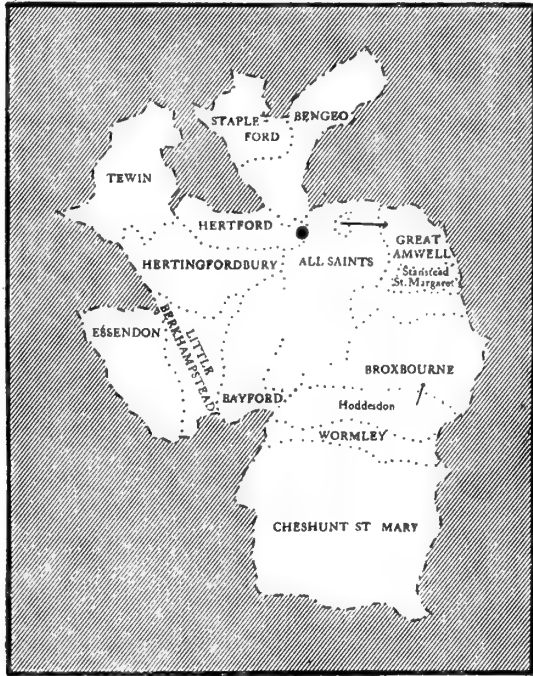 STAPLE-
FORD
BENGEO
TEWIN
HERTFORD
GREAT
AMWELL
HERTINGFORDBURY
ALL SAINTS
Stanstead
St. Margaret
ESSENDON
LITTLE
BERKHAMPSTEAD
BROXBOURNE
BAYFORD
Hoddesdon
WORMLEY
CHESHUNT ST MARY